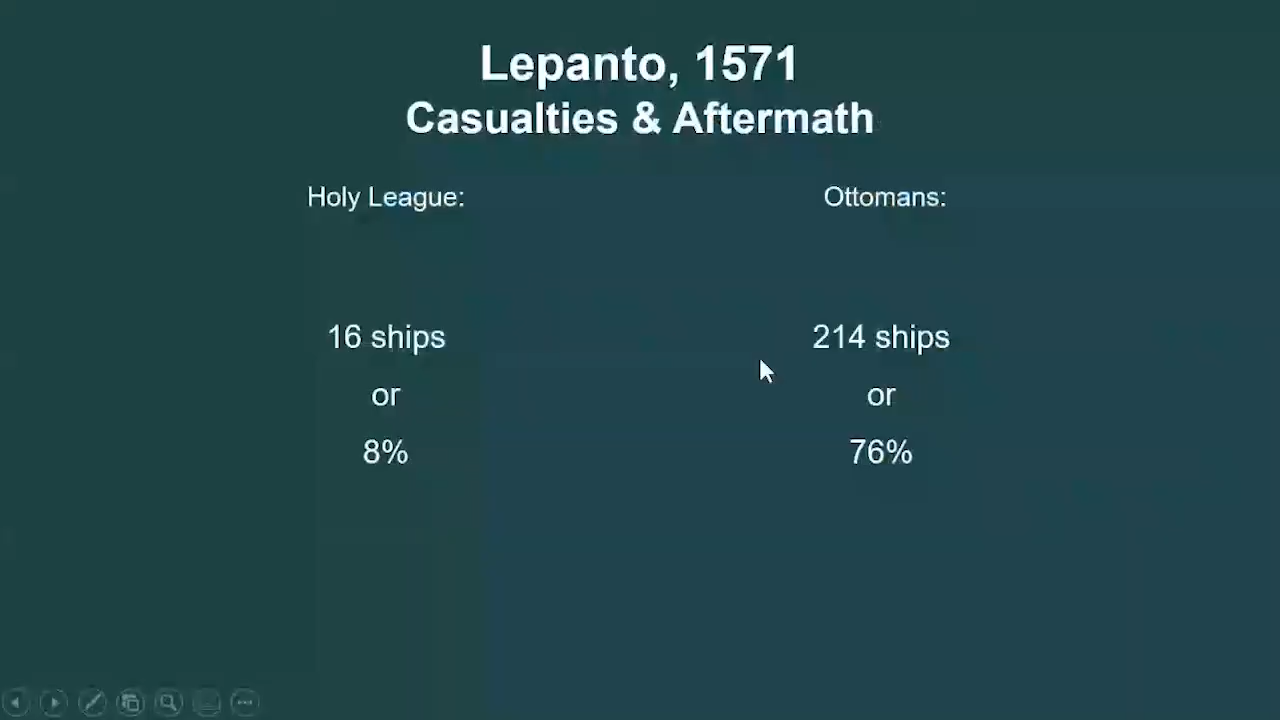 Lepanto, 1571
Casualties & Aftermath
Holy League:
Ottomans:
16 ships
or
8%
214 ships
or
76%